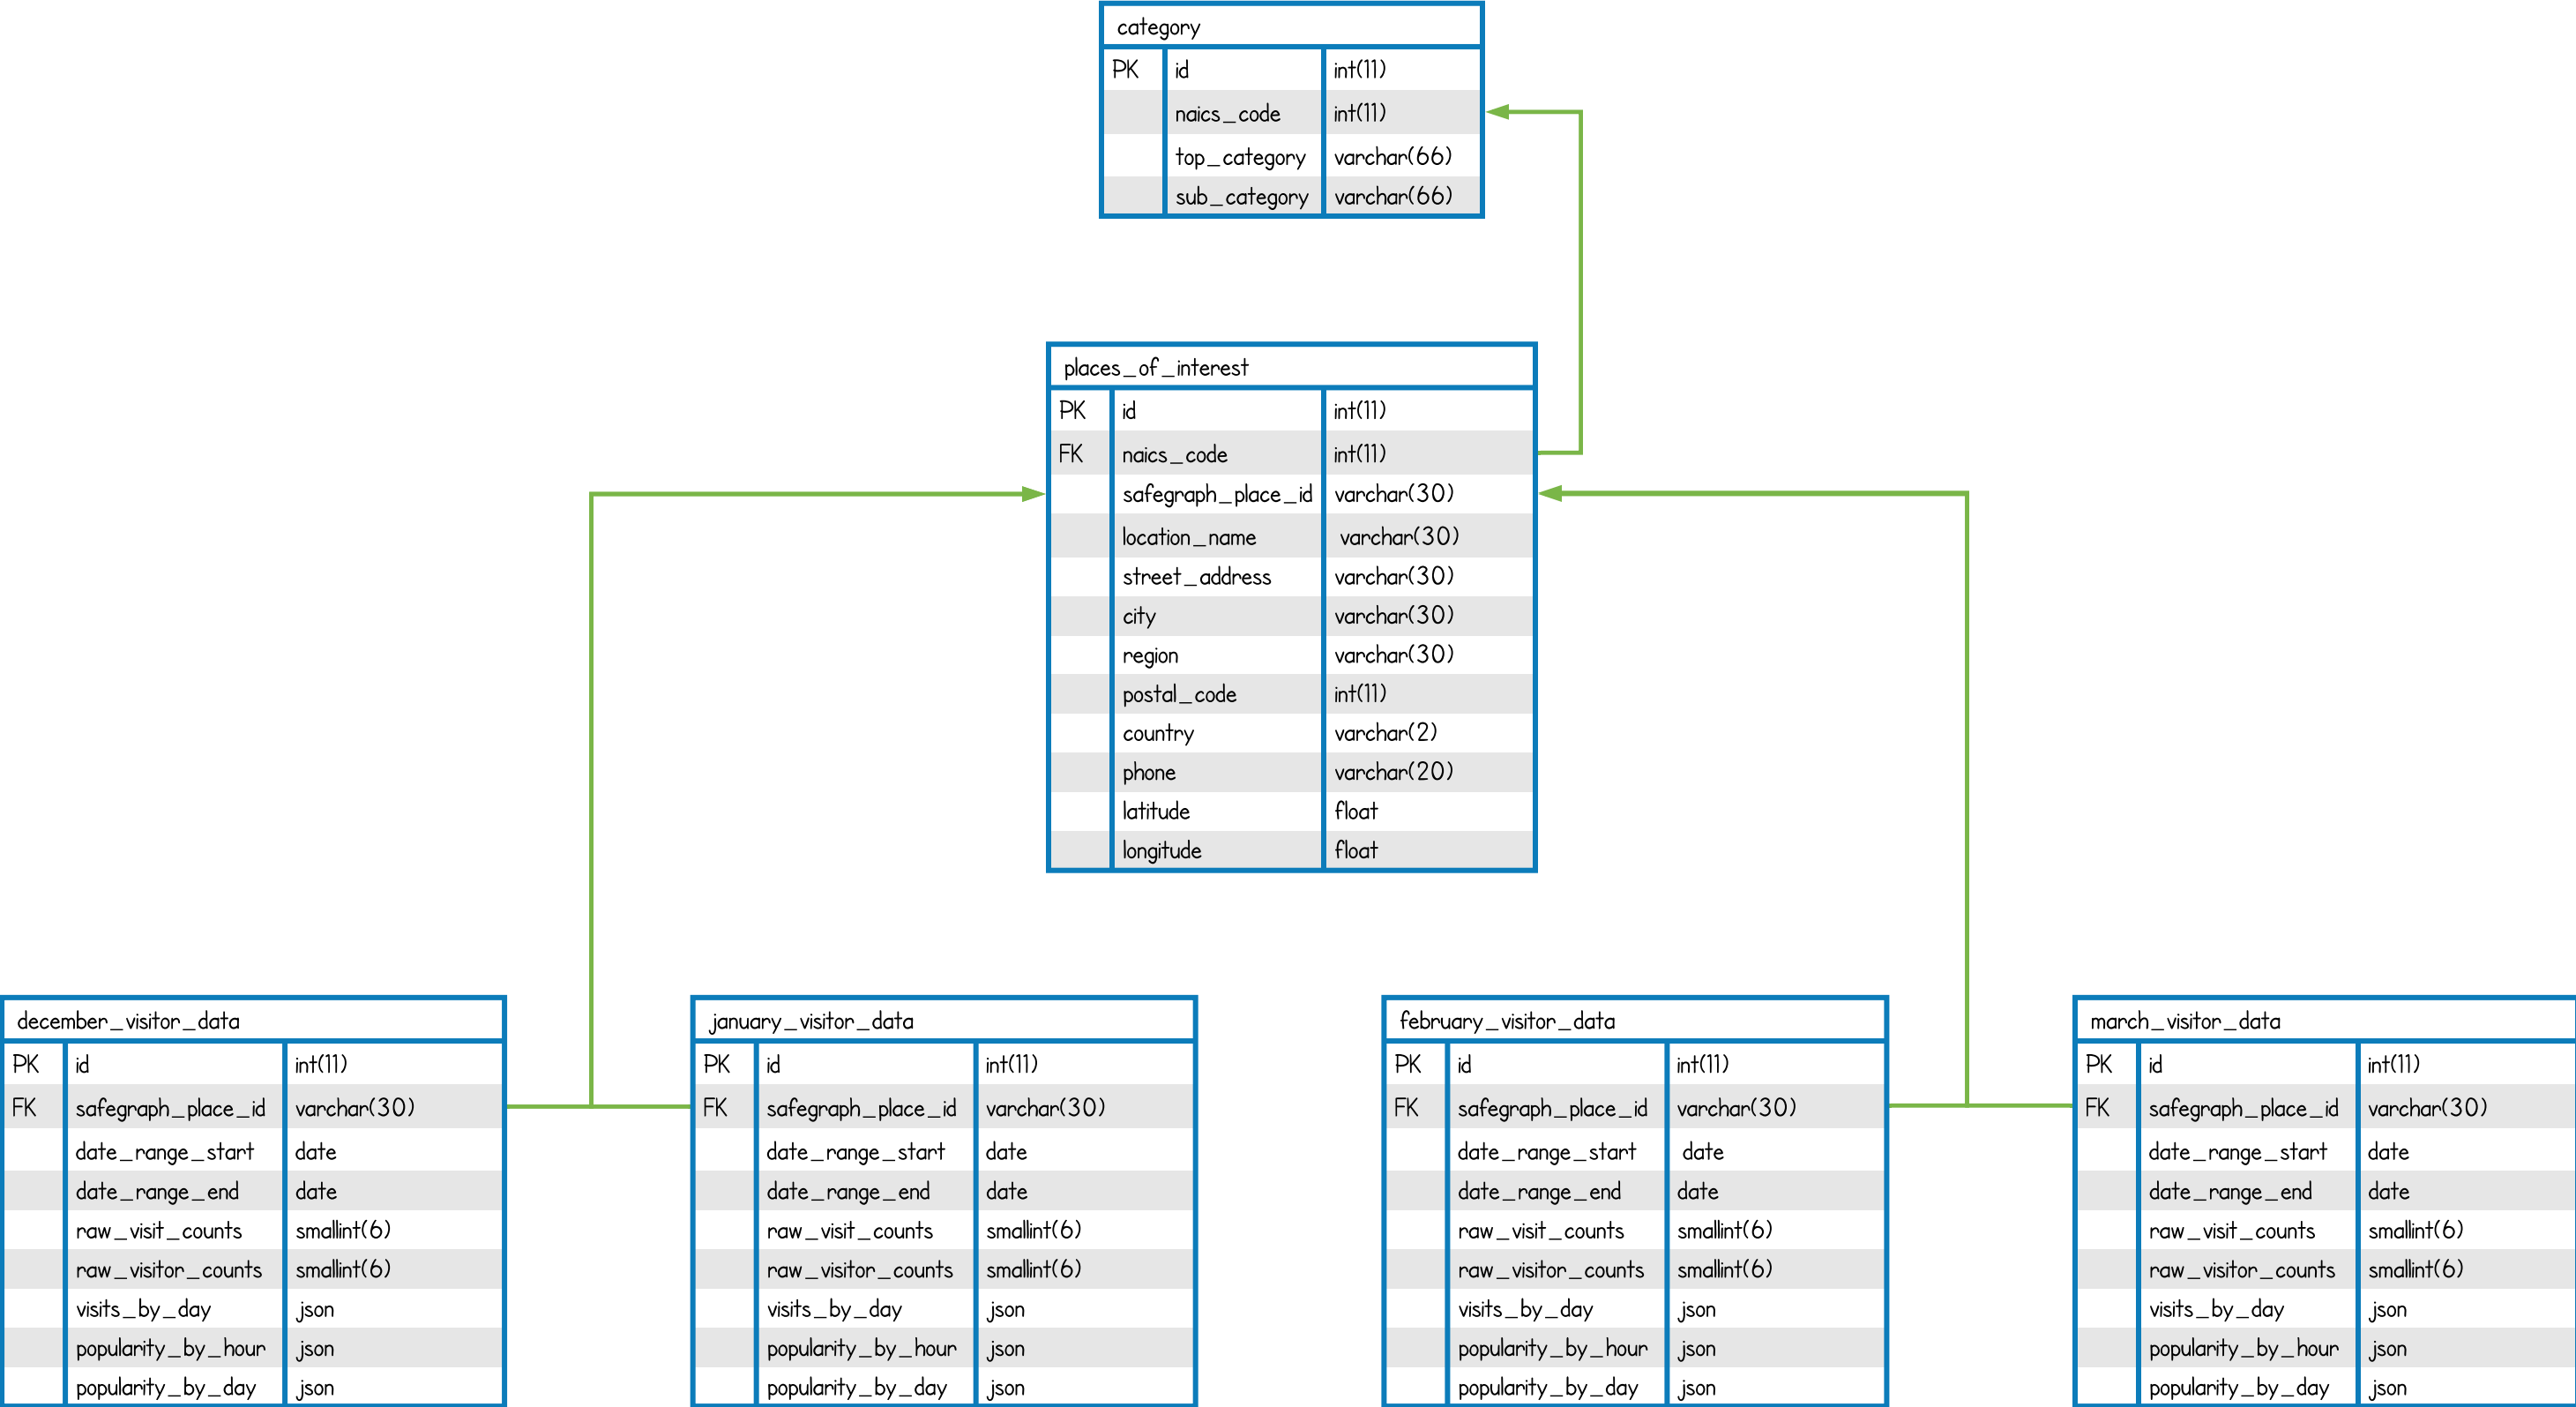 category
PK id int(11)
naics_code int(11)
top_category varchar(66)
sub_category varchar(66)
places_of_interest
PK id int(11)
FK naics_code int(11)
safegraph_place_id varchar(30)
location_name varchar(30)
street_address varchar(30)
city varchar(30)
region varchar(30)
postal_code int(11)
country varchar(2)
phone varchar(20)
latitude float
longitude float
december_visitor_data
PK id int(11)
FK safegraph_place_id varchar(30)
date_range_start date
date_range_end date
raw_visit_counts smallint(6)
raw_visitor_counts smallint(6)
visits_by_day json
popularity_by_hour json
popularity_by_day json
january_visitor_data
PK id int(11)
FK safegraph_place_id varchar(30)
date_range_start date
date_range_end date
raw_visit_counts smallint(6)
raw_visitor_counts smallint(6)
visits_by_day json
popularity_by_hour json
popularity_by_day json
february_visitor_data
PK id int(11)
FK safegraph_place_id varchar(30)
date_range_start date
date_range_end date
raw_visit_counts smallint(6)
raw_visitor_counts smallint(6)
visits_by_day json
popularity_by_hour json
popularity_by_day json
march_visitor_data
PK id int(11)
FK safegraph_place_id varchar(30)
date_range_start date
date_range_end date
raw_visit_counts smallint(6)
raw_visitor_counts smallint(6)
visits_by_day json
popularity_by_hour json
popularity_by_day json